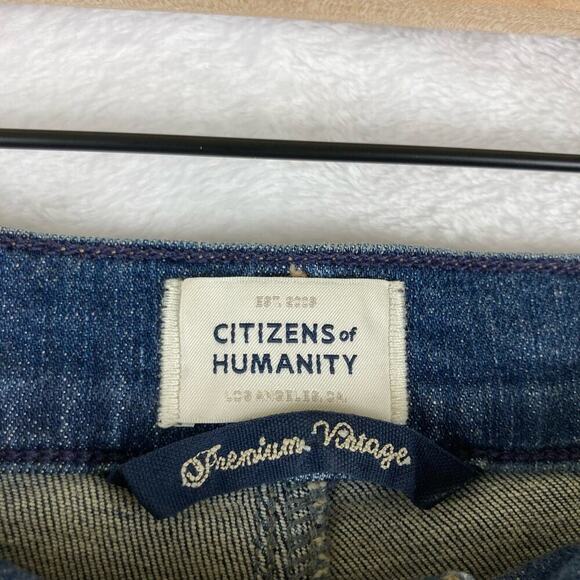 EST. 2003
CITIZENS of
HUMANITY
LOS ANGELES, CA.
Premium Vintage